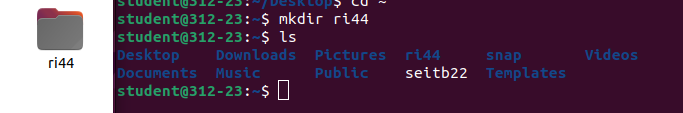 student@312-23:~/Desktop$ cd ~
student@312-23:~$ mkdir ri44
student@312-23:~$ ls
Desktop Downloads Pictures ri44 snap Videos
Documents Music Public seitb22 Templates
student@312-23:~$
ri44